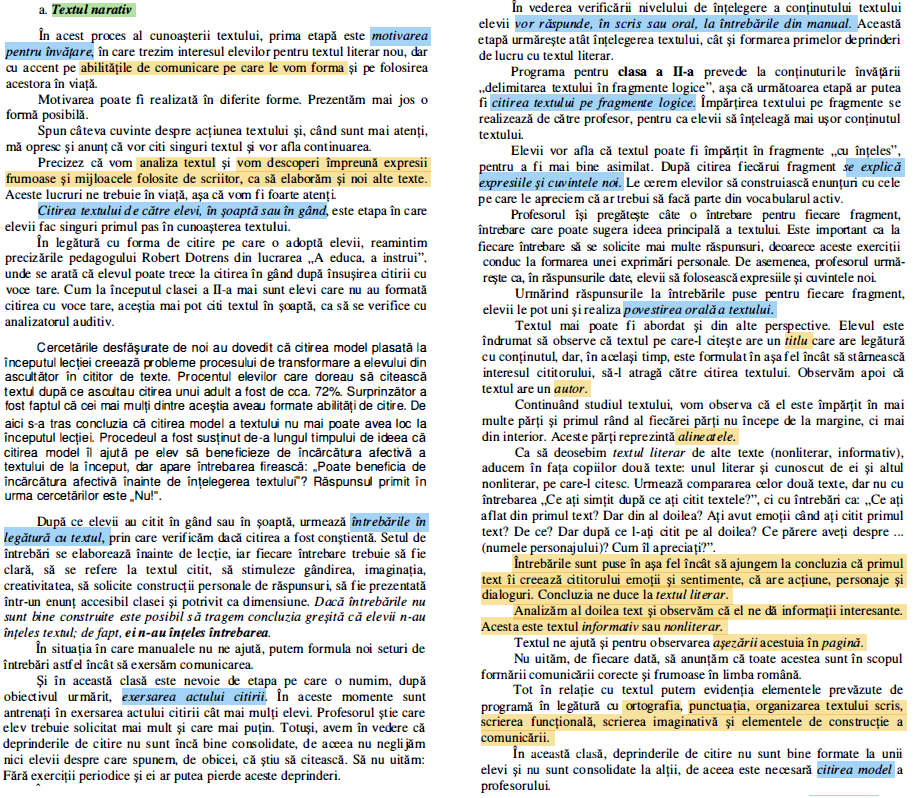 a. Textul narativ
În acest proces al cunoașterii textului, prima etapă este motivarea
pentru învățare, în care trezim interesul elevilor pentru textul literar nou, dar
cu accent pe abilitățile de comunicare pe care le vom forma și pe folosirea
acestora în viață.
Motivarea poate fi realizată în diferite forme. Prezentăm mai jos o
formă posibilă.
Spun câteva cuvinte despre acțiunea textului și, când sunt mai atenți,
mă opresc și anunț că vor citi singuri textul și vor afla continuarea.
Precizez că vom analiza textul și vom descoperi împreună expresii
frumoase și mijloacele folosite de scriitor, ca să elaborăm și noi alte texte.
Aceste lucruri ne trebuie în viață, așa că vom fi foarte atenți.
Citirea textului de către elevi, în șoaptă sau în gând, este etapa în care
elevii fac singuri primul pas în cunoașterea textului.
În legătură cu forma de citire pe care o adoptă elevii, reamintim
precizările pedagogului Robert Dotrens din lucrarea „A educa, a instrui”,
unde se arată că elevul poate trece la citirea în gând după însușirea citirii cu
voce tare. Cum la începutul clasei a II-a mai sunt elevi care nu au formată
citirea cu voce tare, aceștia mai pot citi textul în șoaptă, ca să se verifice cu
analizatorul auditiv.
Cercetările desfășurate de noi au dovedit că citirea model plasată la
începutul lecției creează probleme procesului de transformare a elevului din
ascultător în cititor de texte. Procentul elevilor care doreau să citească
textul după ce ascultau citirea unui adult a fost de cca. 72%. Surprinzător a
fost faptul că cei mai mulți dintre aceștia aveau formate abilități de citire. De
aici s-a tras concluzia că citirea model a textului nu mai poate avea loc la
începutul lecției. Procedeul a fost susținut de-a lungul timpului de ideea că
citirea model îl ajută pe elev să beneficieze de încărcătura afectivă a
textului de la început, dar apare întrebarea firească: „Poate beneficia de
încărcătura afectivă înainte de înțelegerea textului”? Răspunsul primit în
urma cercetărilor este „Nu!”.
După ce elevii au citit în gând sau în șoaptă, urmează întrebările în
legătură cu textul, prin care verificăm dacă citirea a fost conștientă. Setul de
întrebări se elaborează înainte de lecție, iar fiecare întrebare trebuie să fie
clară, să se refere la textul citit, să stimuleze gândirea, imaginația,
creativitatea, să solicite construcții personale de răspunsuri, să fie prezentată
într-un enunț accesibil clasei și potrivit ca dimensiune. Dacă întrebările nu
sunt bine construite este posibil să tragem concluzia greșită că elevii n-au
înțeles textul; de fapt, ei n-au înțeles întrebarea.
În situația în care manualele nu ne ajută, putem formula noi seturi de
întrebări astfel încât să exersăm comunicarea.
Și în această clasă este nevoie de etapa pe care o numim, după
obiectivul urmărit, exersarea actului citirii. În aceste momente sunt
antrenați în exersarea actului citirii cât mai mulți elevi. Profesorul știe care
elev trebuie solicitat mai mult și care mai puțin. Totuși, avem în vedere că
deprinderile de citire nu sunt încă bine consolidate, de aceea nu neglijăm
nici elevii despre care spunem, de obicei, că știu să citească. Să nu uităm:
Fără exerciții periodice și ei ar putea pierde aceste deprinderi.
În vederea verificării nivelului de înțelegere a conținutului textului
elevii vor răspunde, în scris sau oral, la întrebările din manual. Această
etapă urmărește atât înțelegerea textului, cât și formarea primelor deprinderi
de lucru cu textul literar.
Programa pentru clasa a II-a prevede la conținuturile învățării
„delimitarea textului în fragmente logice”, așa că următoarea etapă ar putea
fi citirea textului pe fragmente logice. Împărțirea textului pe fragmente se
realizează de către profesor, pentru ca elevii să înțeleagă mai ușor conținutul
textului.
Elevii vor afla că textul poate fi împărțit în fragmente „cu înțeles”,
pentru a fi mai bine asimilat. După citirea fiecărui fragment se explică
expresiile și cuvintele noi. Le cerem elevilor să construiască enunțuri cu cele
pe care le apreciem că ar trebui să facă parte din vocabularul activ.
Profesorul își pregătește câte o întrebare pentru fiecare fragment,
întrebare care poate sugera ideea principală a textului. Este important ca la
fiecare întrebare să se solicite mai multe răspunsuri, deoarece aceste exerciții
conduc la formarea unei exprimări personale. De asemenea, profesorul urmă-
rește ca, în răspunsurile date, elevii să folosească expresiile și cuvintele noi.
Urmărind răspunsurile la întrebările puse pentru fiecare fragment,
elevii le pot uni și realiza povestirea orală a textului.
Textul mai poate fi abordat și din alte perspective. Elevul este
îndrumat să observe că textul pe care-l citește are un titlu care are legătură
cu conținutul, dar, în același timp, este formulat în așa fel încât să stârnească
interesul cititorului, să-l atragă către citirea textului. Observăm apoi că
textul are un autor.
Continuând studiul textului, vom observa că el este împărțit în mai
multe părți și primul rând al fiecărei părți nu începe de la margine, ci mai
din interior. Aceste părți reprezintă alineatele.
Ca să deosebim textul literar de alte texte (nonliterar, informativ),
aducem în fața copiilor două texte: unul literar și cunoscut de ei și altul
nonliterar, pe care-l citesc. Urmează compararea celor două texte, dar nu cu
întrebarea „Ce ați simțit după ce ați citit textele?”, ci cu întrebări ca: „Ce ați
aflat din primul text? Dar din al doilea? Ați avut emoții când ați citit primul
text? De ce? Dar după ce l-ați citit pe al doilea? Ce părere aveți despre ...
(numele personajului)? Cum îl apreciați?”.
Întrebările sunt puse în așa fel încât să ajungem la concluzia că primul
text îi creează cititorului emoții și sentimente, că are acțiune, personaje și
dialoguri. Concluzia ne duce la textul literar.
Analizăm al doilea text și observăm că el ne dă informații interesante.
Acesta este textul informativ sau nonliterar.
Textul ne ajută și pentru observarea așezării acestuia în pagină.
Nu uităm, de fiecare dată, să anunțăm că toate acestea sunt în scopul
formării comunicării corecte și frumoase în limba română.
Tot în relație cu textul putem evidenția elementele prevăzute de
programă în legătură cu ortografia, punctuația, organizarea textului scris,
scrierea funcțională, scrierea imaginativă și elementele de construcție a
comunicării.
În această clasă, deprinderile de citire nu sunt bine formate la unii
elevi și nu sunt consolidate la alții, de aceea este necesară citirea model a
profesorului.